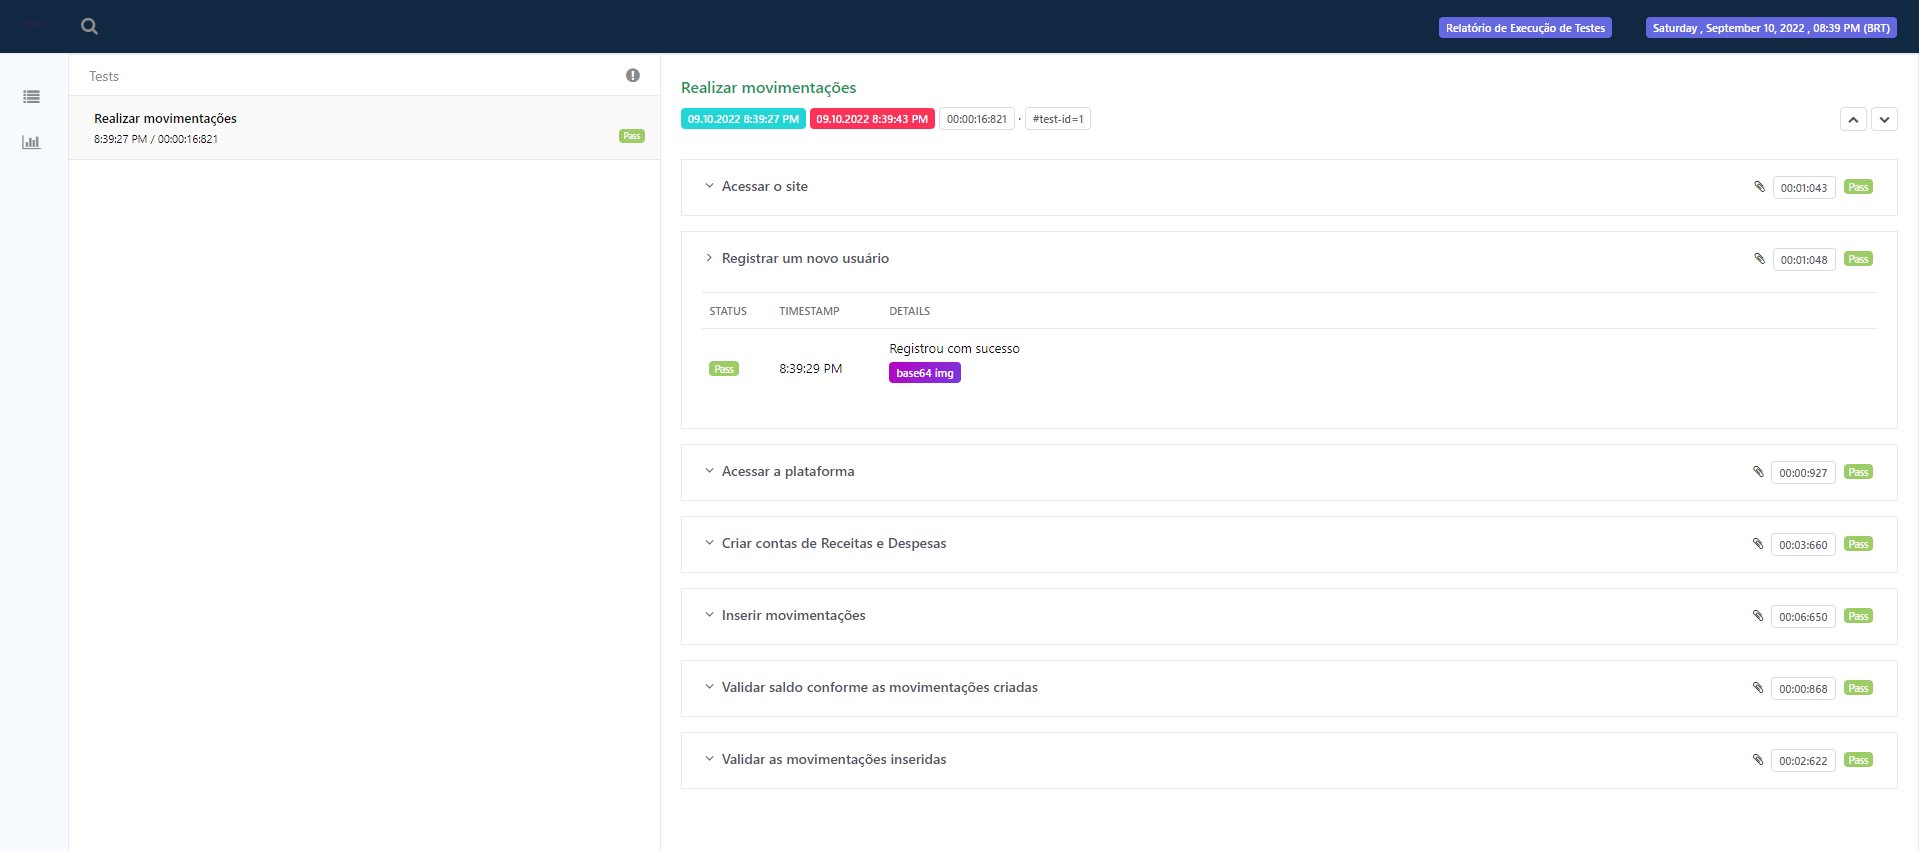 Relatório de Execução de Testes
Saturday , September 10, 2022 , 08:39 PM (BRT)
Tests
Realizar movimentações
8:39:27 PM / 00:00:16:821
Pass
Realizar movimentações
09.10.2022 8:39:27 PM 09.10.2022 8:39:43 PM 00:00:16:821 · #test-id=1
Acessar o site 00:01:043 Pass
Registrar um novo usuário 00:01:048 Pass
STATUS TIMESTAMP DETAILS
Registrou com sucesso
Pass 8:39:29 PM
base64 img
Acessar a plataforma 00:00:927 Pass
Criar contas de Receitas e Despesas 00:03:660 Pass
Inserir movimentações 00:06:650 Pass
Validar saldo conforme as movimentações criadas 00:00:868 Pass
Validar as movimentações inseridas 00:02:622 Pass